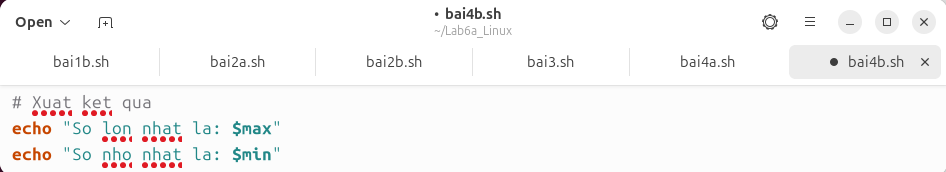 Open
• bai4b.sh
~/Lab6a_Linux
bai1b.sh
bai2a.sh
bai2b.sh
bai3.sh
bai4a.sh
bai4b.sh
# Xuat ket qua
echo "So lon nhat la: $max"
echo "So nho nhat la: $min"